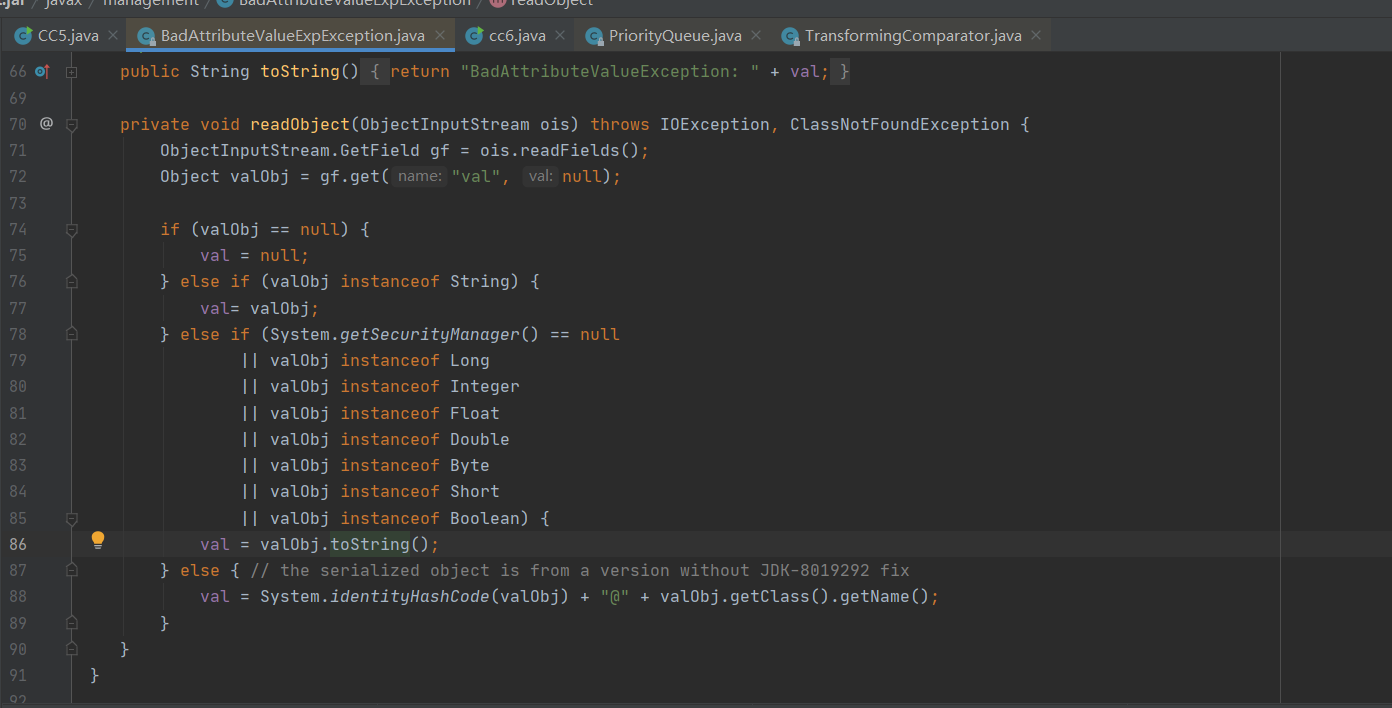 .jar / javax / management / BadAttributeValueExpException / readObject
CC5.java BadAttributeValueExpException.java cc6.java PriorityQueue.java TransformingComparator.java
66 public String toString() { return "BadAttributeValueException: " + val; }
69
70 @ private void readObject(ObjectInputStream ois) throws IOException, ClassNotFoundException {
71 ObjectInputStream.GetField gf = ois.readFields();
72 Object valObj = gf.get( name: "val", val: null);
73
74 if (valObj == null) {
75 val = null;
76 } else if (valObj instanceof String) {
77 val= valObj;
78 } else if (System.getSecurityManager() == null
79 || valObj instanceof Long
80 || valObj instanceof Integer
81 || valObj instanceof Float
82 || valObj instanceof Double
83 || valObj instanceof Byte
84 || valObj instanceof Short
85 || valObj instanceof Boolean) {
86 val = valObj.toString();
87 } else { // the serialized object is from a version without JDK-8019292 fix
88 val = System.identityHashCode(valObj) + "@" + valObj.getClass().getName();
89 }
90 }
91 }
92